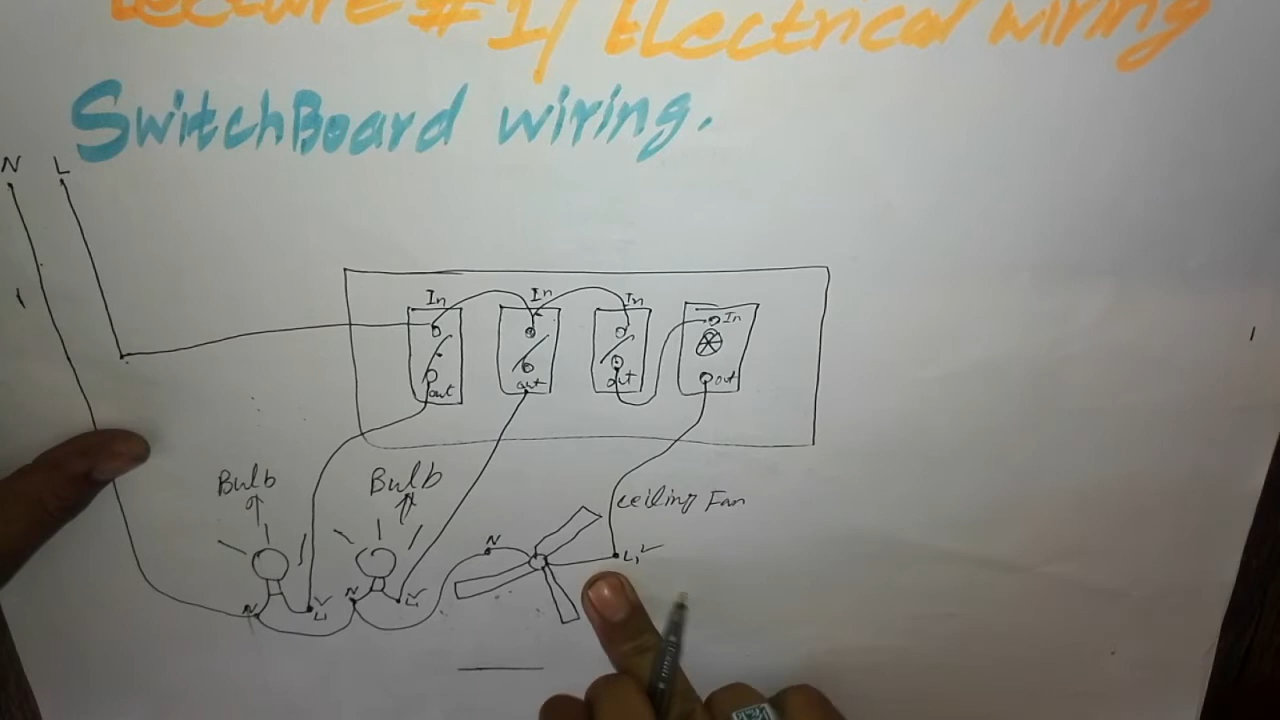 Lecture #1/ Electrical wiring
SwitchBoard wiring.
N L
In In In In
out out out out
Bulb Bulb
Ceiling Fan
N L1
N L1 N L1